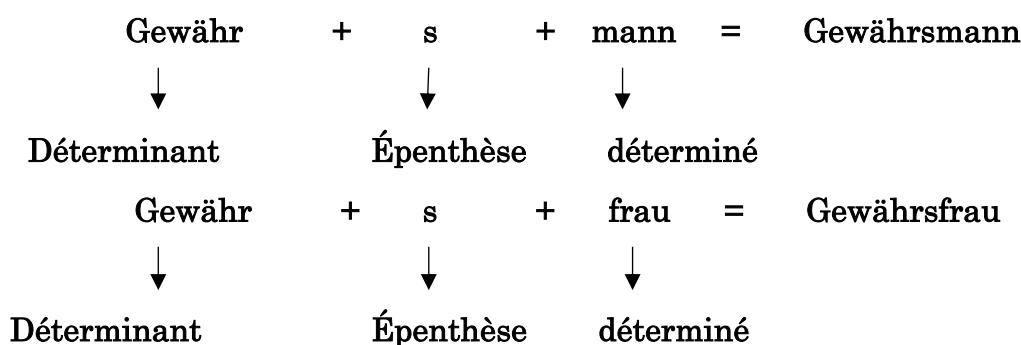 Gewähr + s + mann = Gewährsmann
Déterminant Épenthèse déterminé
Gewähr + s + frau = Gewährsfrau
Déterminant Épenthèse déterminé